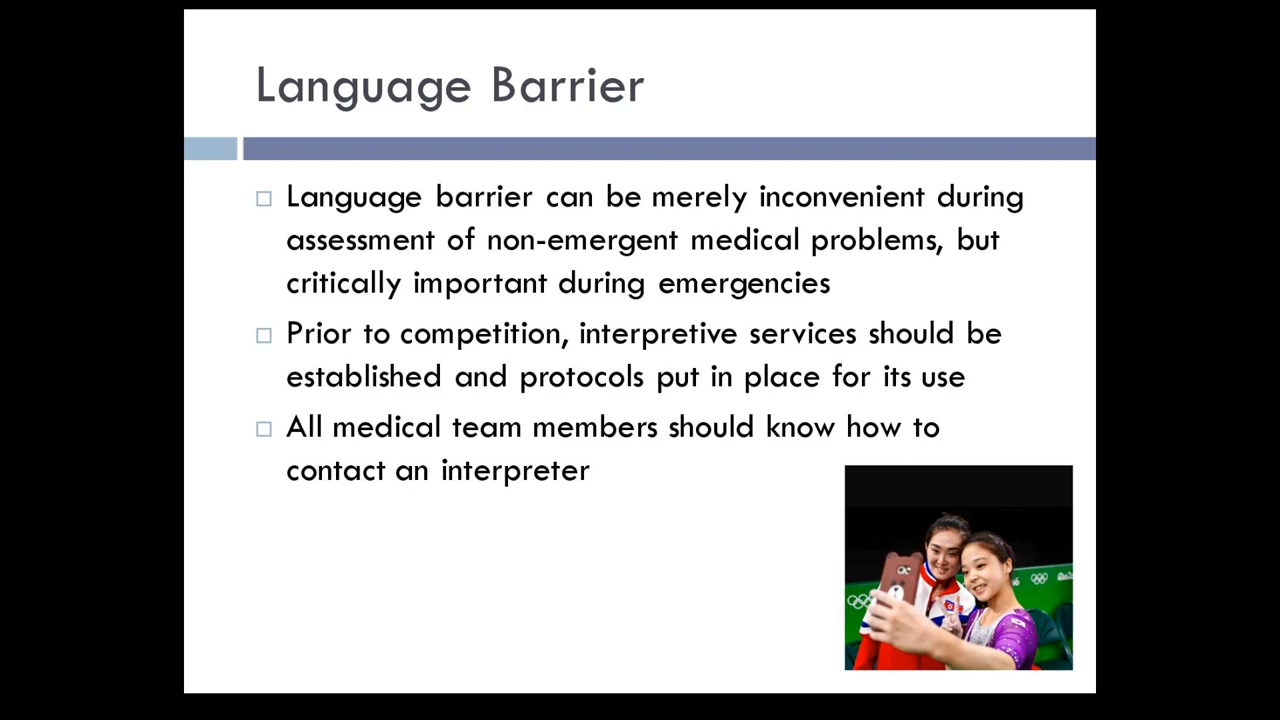 Language Barrier
Language barrier can be merely inconvenient during
assessment of non-emergent medical problems, but
critically important during emergencies
Prior to competition, interpretive services should be
established and protocols put in place for its use
All medical team members should know how to
contact an interpreter